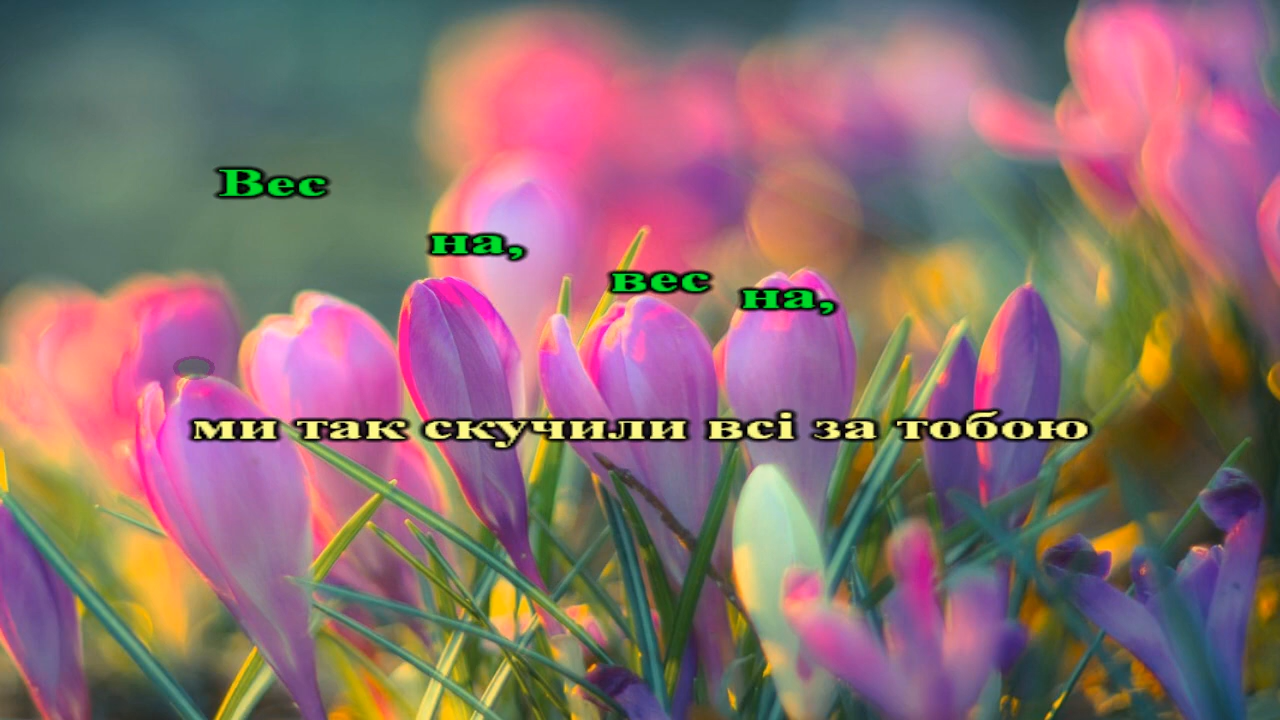 Вес
на,
вес
на,
ми так скучили всі за тобою